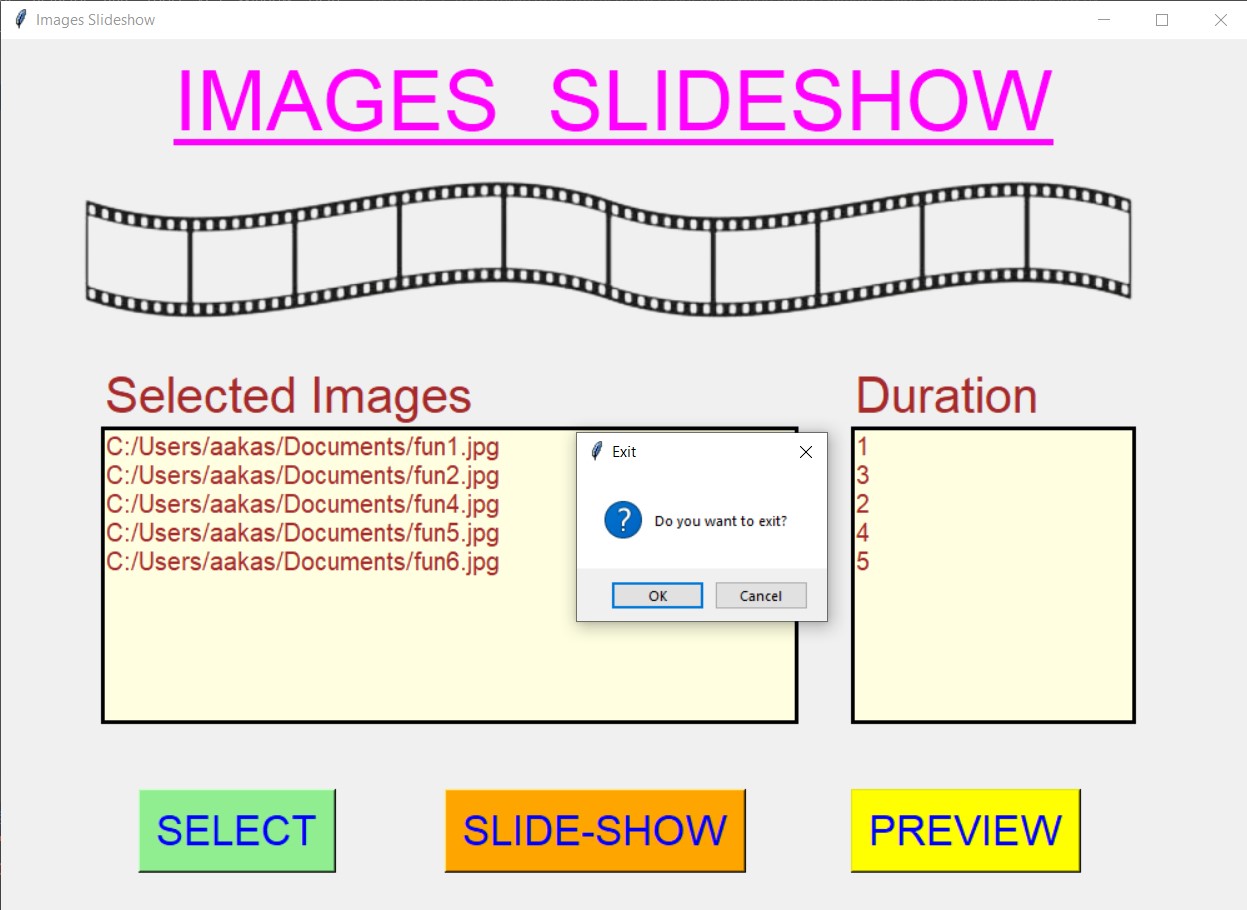 Images Slideshow
IMAGES SLIDESHOW
Selected Images
C:/Users/aakas/Documents/fun1.jpg
C:/Users/aakas/Documents/fun2.jpg
C:/Users/aakas/Documents/fun4.jpg
C:/Users/aakas/Documents/fun5.jpg
C:/Users/aakas/Documents/fun6.jpg
Exit
?
Do you want to exit?
OK
Cancel
Duration
1
3
2
4
5
SELECT
SLIDE-SHOW
PREVIEW